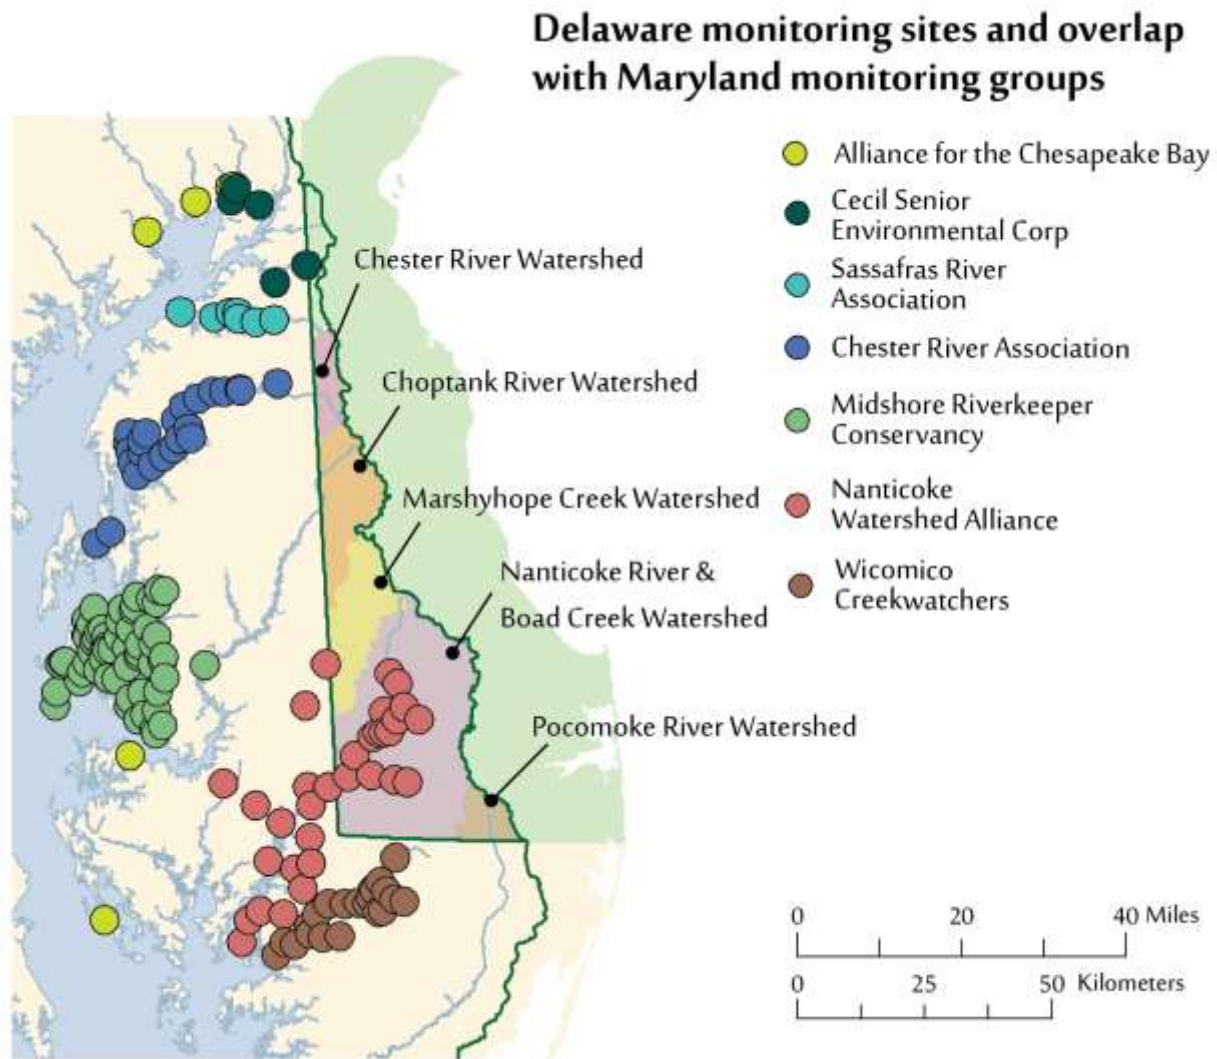 Delaware monitoring sites and overlap
with Maryland monitoring groups
Alliance for the Chesapeake Bay
Cecil Senior
Environmental Corp
Sassafras River
Association
Chester River Association
Midshore Riverkeeper
Conservancy
Nanticoke
Watershed Alliance
Wicomico
Creekwatchers
Chester River Watershed
Choptank River Watershed
Marshyhope Creek Watershed
Nanticoke River &
Boad Creek Watershed
Pocomoke River Watershed
0 20 40 Miles
0 25 50 Kilometers